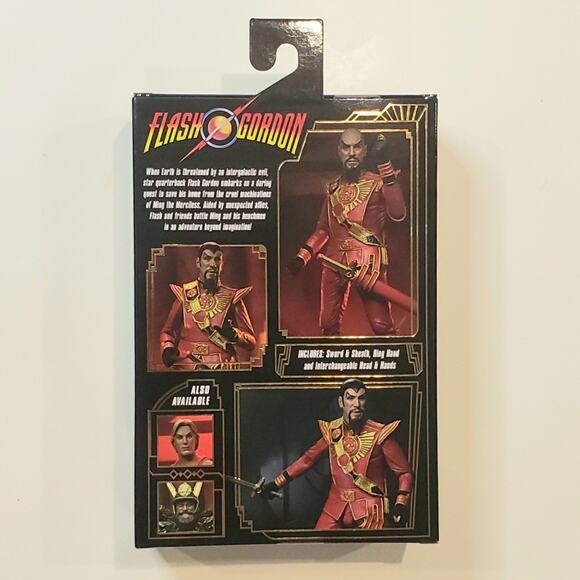 FLASH GORDON
When Earth is threatened by an intergalactic evil,
star quarterback Flash Gordon embarks on a daring
quest to save his home from the cruel machinations
of Ming the Merciless. Aided by unexpected allies,
Flash and friends battle Ming and his henchmen
in an adventure beyond imagination!
INCLUDES: Sword & Sheath, Ring Hand
and Interchangeable Head & Hands
ALSO
AVAILABLE